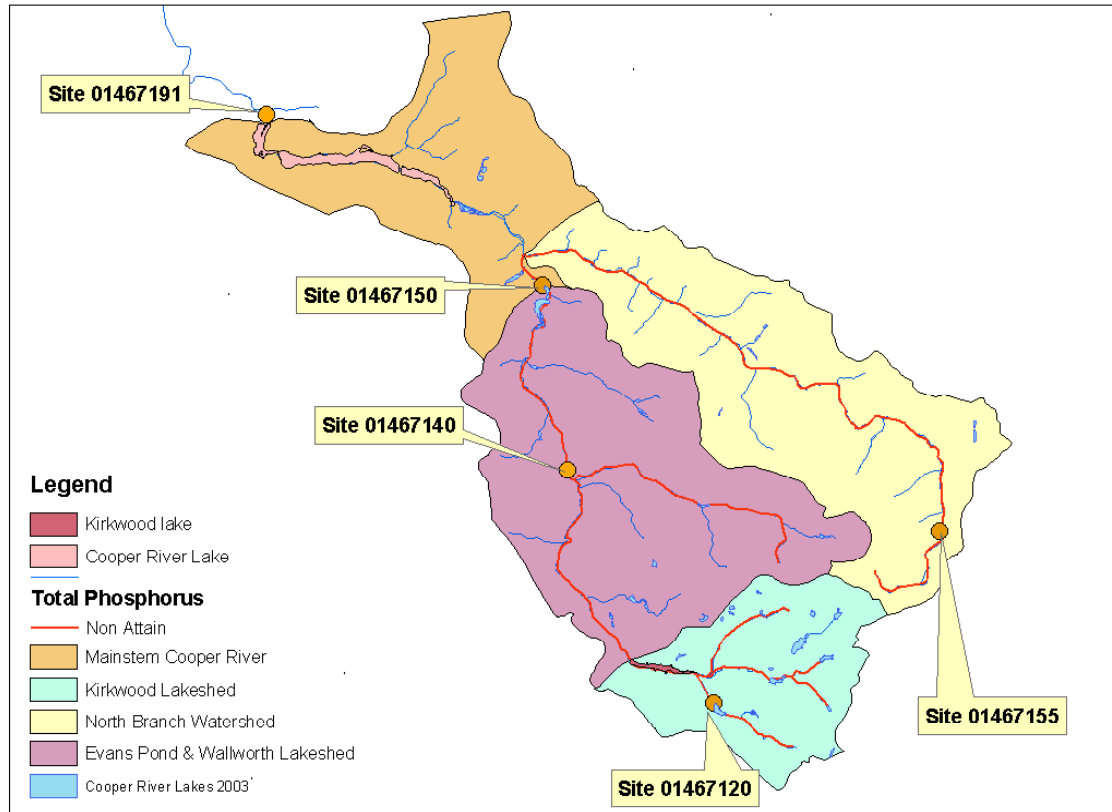 Site 01467191
Site 01467150
Site 01467140
Legend
Kirkwood lake
Cooper River Lake
Total Phosphorus
Non Attain
Mainstem Cooper River
Kirkwood Lakeshed
North Branch Watershed
Evans Pond & Wallworth Lakeshed
Cooper River Lakes 2003
Site 01467155
Site 01467120